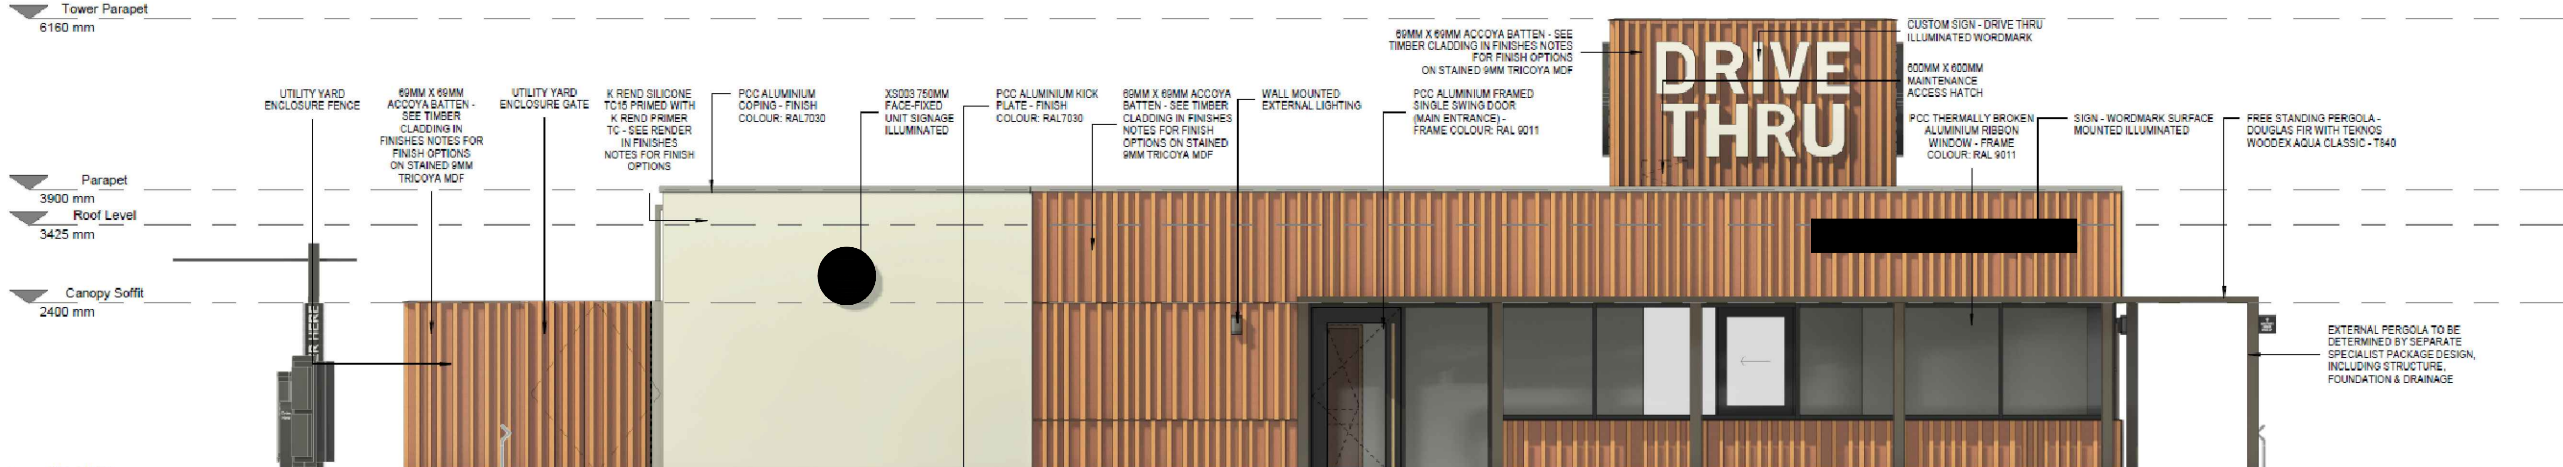 Tower Parapet
6160 mm
Parapet
3900 mm
Roof Level
3425 mm
Canopy Soffit
2400 mm
UTILITY YARD
ENCLOSURE FENCE
69MM X 69MM
ACCOYA BATTEN -
SEE TIMBER
CLADDING IN
FINISHES NOTES FOR
FINISH OPTIONS
ON STAINED 9MM
TRICOYA MDF
UTILITY YARD
ENCLOSURE GATE
K REND SILICONE
TC15 PRIMED WITH
K REND PRIMER
TC - SEE RENDER
IN FINISHES
NOTES FOR FINISH
OPTIONS
PCC ALUMINIUM
COPING - FINISH
COLOUR: RAL7030
XS003 750MM
FACE-FIXED
UNIT SIGNAGE
ILLUMINATED
PCC ALUMINIUM KICK
PLATE - FINISH
COLOUR: RAL7030
69MM X 69MM ACCOYA
BATTEN - SEE TIMBER
CLADDING IN FINISHES
NOTES FOR FINISH
OPTIONS ON STAINED
9MM TRICOYA MDF
WALL MOUNTED
EXTERNAL LIGHTING
PCC ALUMINIUM FRAMED
SINGLE SWING DOOR
(MAIN ENTRANCE) -
FRAME COLOUR: RAL 9011
69MM X 69MM ACCOYA BATTEN - SEE
TIMBER CLADDING IN FINISHES NOTES
FOR FINISH OPTIONS
ON STAINED 9MM TRICOYA MDF
DRIVE
THRU
CUSTOM SIGN - DRIVE THRU
ILLUMINATED WORDMARK
600MM X 600MM
MAINTENANCE
ACCESS HATCH
PCC THERMALLY BROKEN
ALUMINIUM RIBBON
WINDOW - FRAME
COLOUR: RAL 9011
SIGN - WORDMARK SURFACE
MOUNTED ILLUMINATED
FREE STANDING PERGOLA -
DOUGLAS FIR WITH TEKNOS
WOODEX AQUA CLASSIC - T840
EXTERNAL PERGOLA TO BE
DETERMINED BY SEPARATE
SPECIALIST PACKAGE DESIGN,
INCLUDING STRUCTURE,
FOUNDATION & DRAINAGE
R HERE